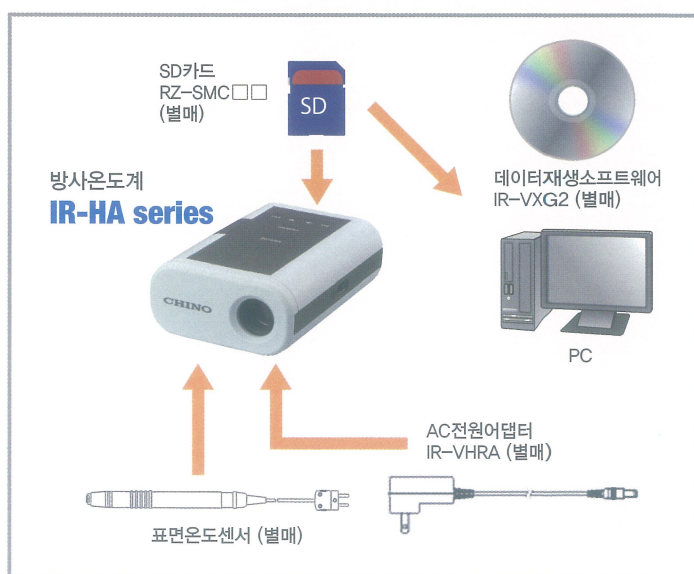 SD카드
RZ-SMC□□
(별매)
SD
데이터재생소프트웨어
IR-VXG2 (별매)
방사온도계
IR-HA series
CHINO
PC
AC전원어댑터
IR-VHRA (별매)
표면온도센서 (별매)